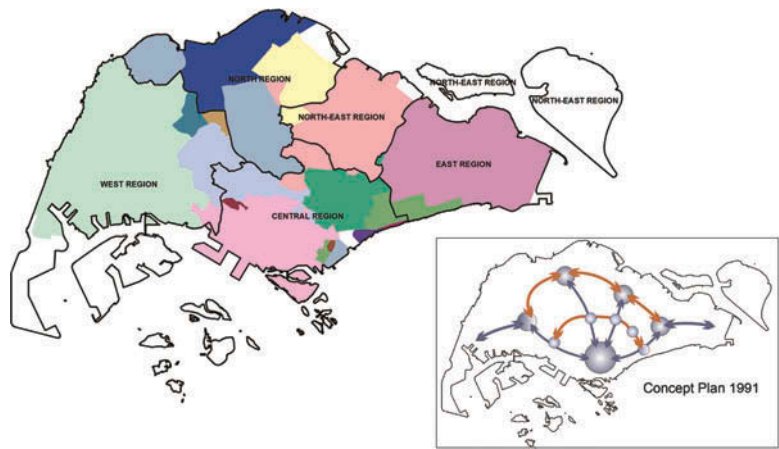 NORTH REGION
NORTH-EAST REGION
NORTH-EAST REGION
NORTH-EAST REGION
EAST REGION
WEST REGION
CENTRAL REGION
Concept Plan 1991